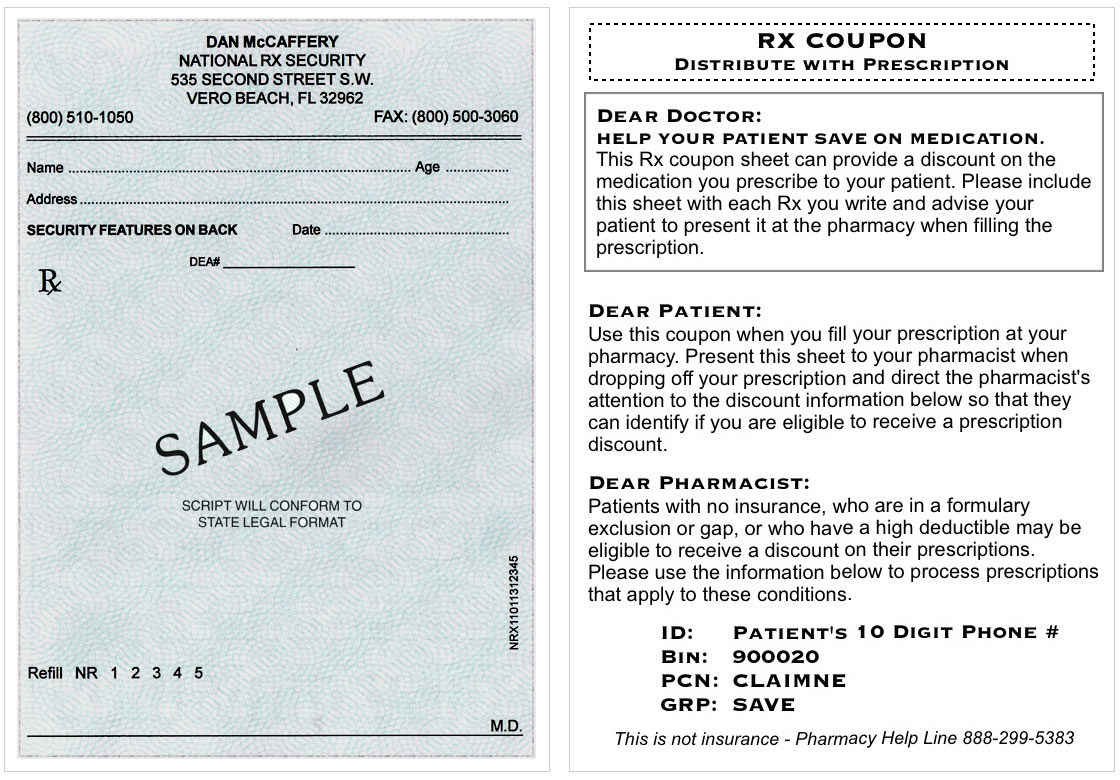 DAN McCAFFERY
NATIONAL RX SECURITY
535 SECOND STREET S.W.
VERO BEACH, FL 32962
(800) 510-1050 FAX: (800) 500-3060
Name Age
Address
SECURITY FEATURES ON BACK Date
DEA#
Rx
SAMPLE
SCRIPT WILL CONFORM TO
STATE LEGAL FORMAT
NRX11011312345
Refill NR 1 2 3 4 5
M.D.
RX COUPON
DISTRIBUTE WITH PRESCRIPTION
DEAR DOCTOR:
HELP YOUR PATIENT SAVE ON MEDICATION.
This Rx coupon sheet can provide a discount on the
medication you prescribe to your patient. Please include
this sheet with each Rx you write and advise your
patient to present it at the pharmacy when filling the
prescription.
DEAR PATIENT:
Use this coupon when you fill your prescription at your
pharmacy. Present this sheet to your pharmacist when
dropping off your prescription and direct the pharmacist's
attention to the discount information below so that they
can identify if you are eligible to receive a prescription
discount.
DEAR PHARMACIST:
Patients with no insurance, who are in a formulary
exclusion or gap, or who have a high deductible may be
eligible to receive a discount on their prescriptions.
Please use the information below to process prescriptions
that apply to these conditions.
ID: PATIENT'S 10 DIGIT PHONE #
BIN: 900020
PCN: CLAIMNE
GRP: SAVE
This is not insurance - Pharmacy Help Line 888-299-5383